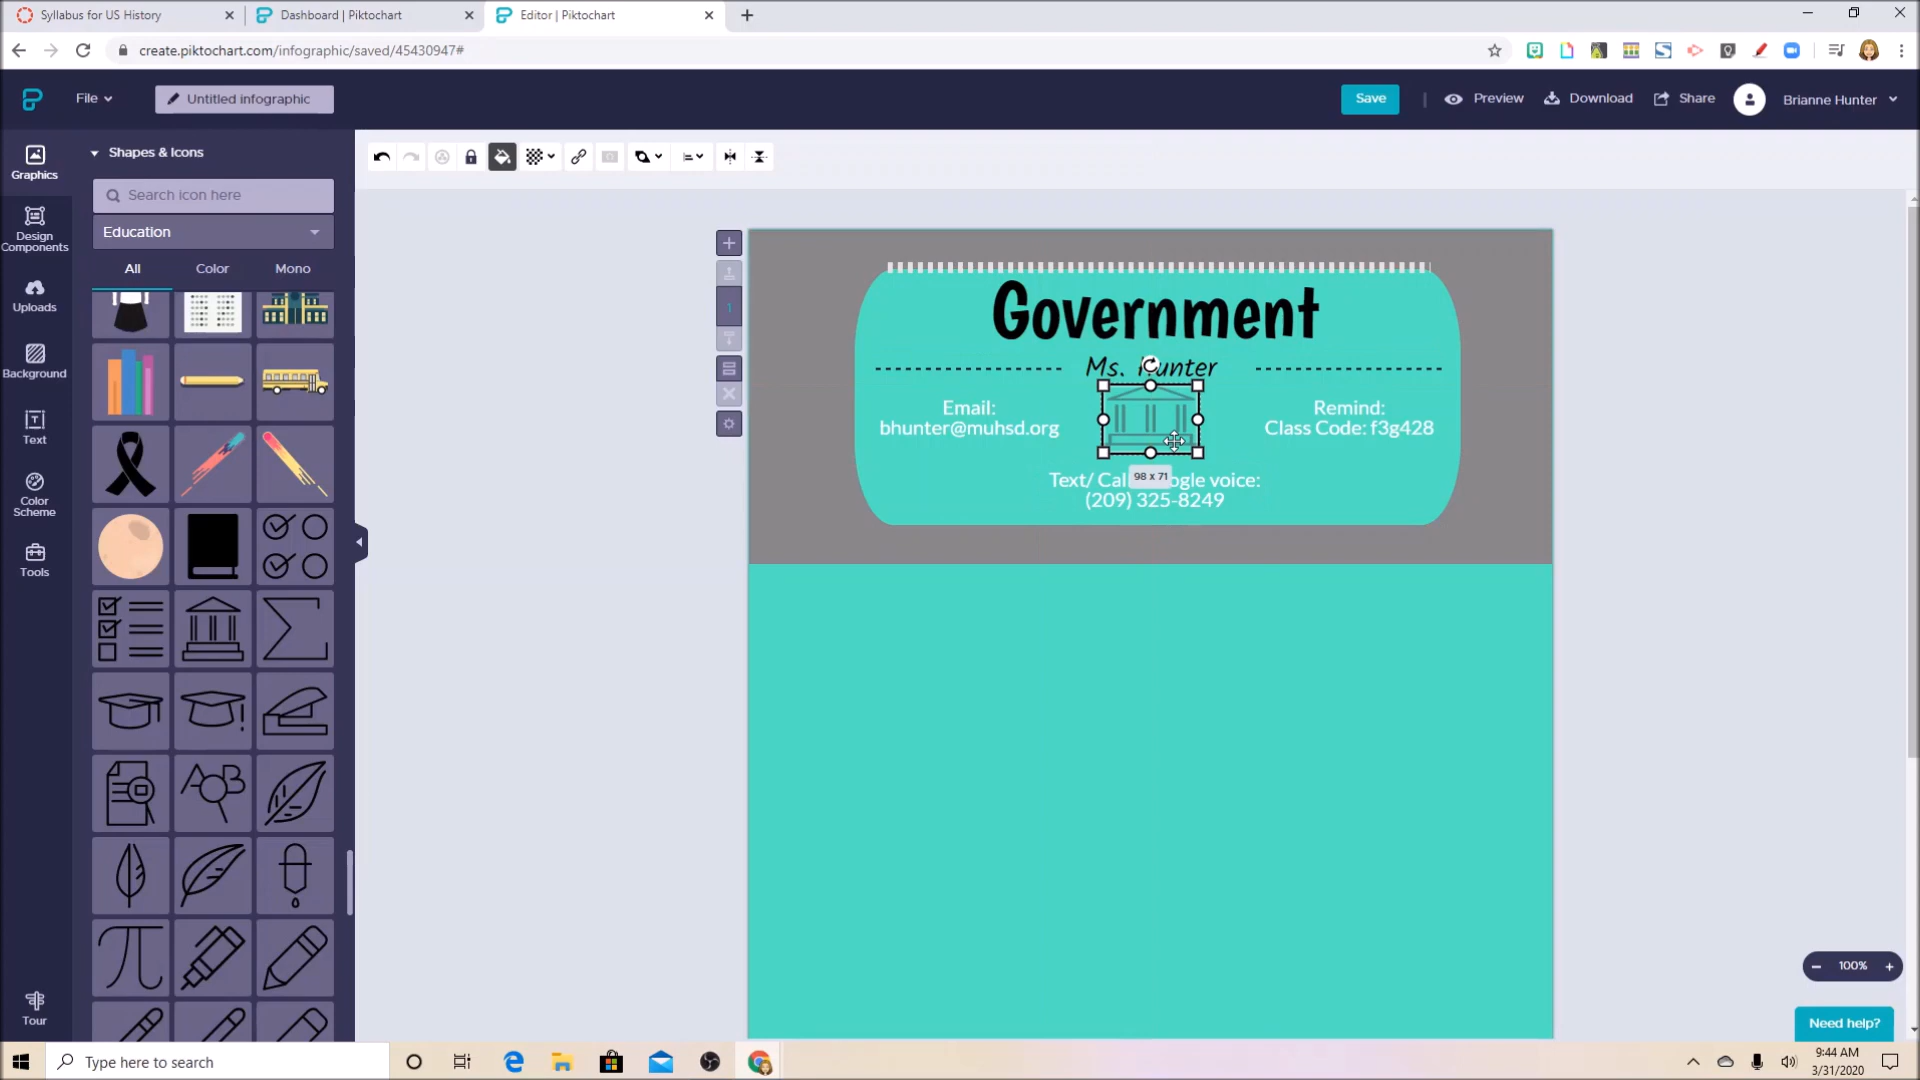 Syllabus for US History
Dashboard | Piktochart
Editor | Piktochart
create.piktochart.com/infographic/saved/45430947#
File
Untitled infographic
Save
Preview
Download
Share
Brianne Hunter
Graphics
Design Components
Uploads
Background
Text
Color Scheme
Tools
Tour
Shapes & Icons
Search icon here
Education
All
Color
Mono
1
Government
Ms. Hunter
Email:
bhunter@muhsd.org
Remind:
Class Code: f3g428
Text/ Cal voice:
98 x 71
(209) 325-8249
100%
Need help?
Type here to search
9:44 AM
3/31/2020